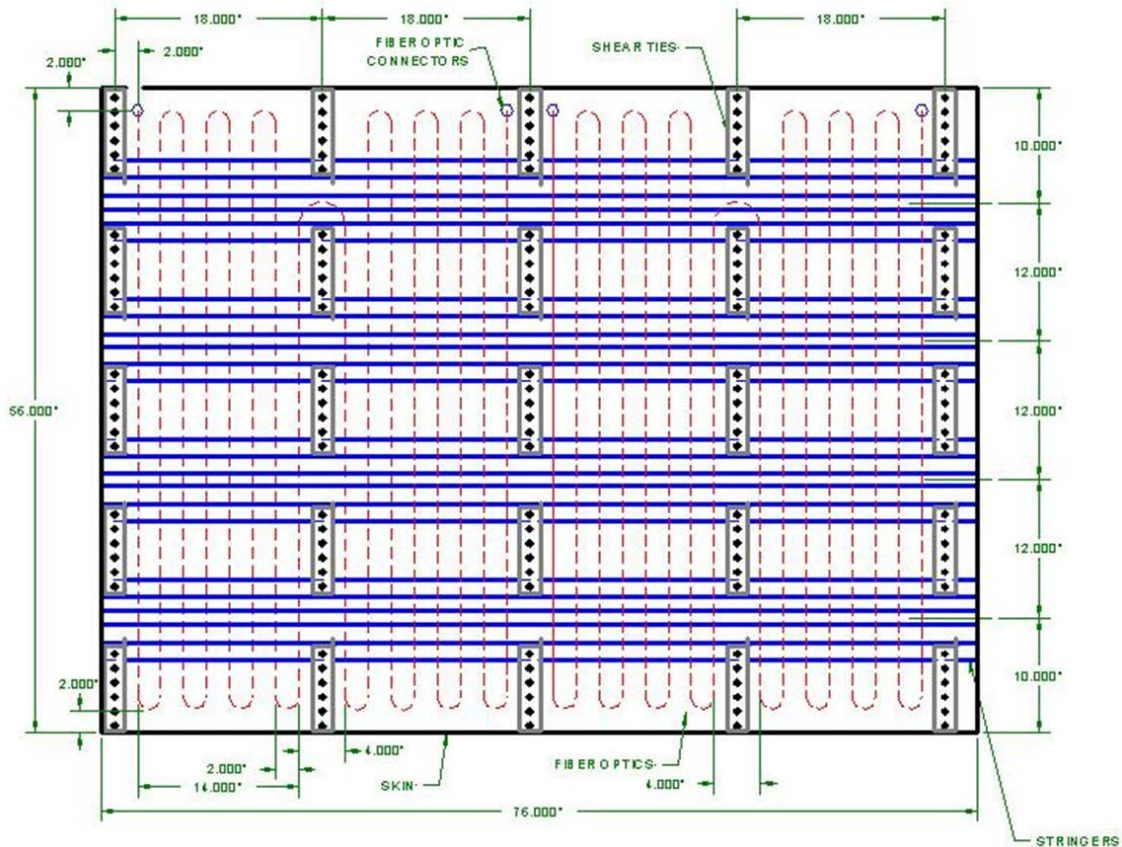 18.000"
18.000"
18.000"
2.000"
2.000"
FIBER OPTIC
CONNECTORS
SHEAR TIES
10.000"
12.000"
56.000"
12.000"
12.000"
2.000"
10.000"
4.000"
2.000"
14.000"
SKIN
FIBER OPTICS
4.000"
76.000"
STRINGERS